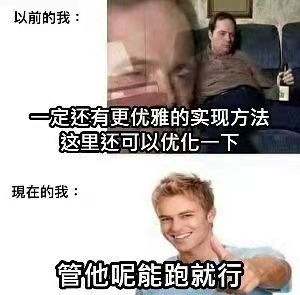 以前的我：
一定还有更优雅的实现方法
这里还可以优化一下
現在的我：
管他呢能跑就行